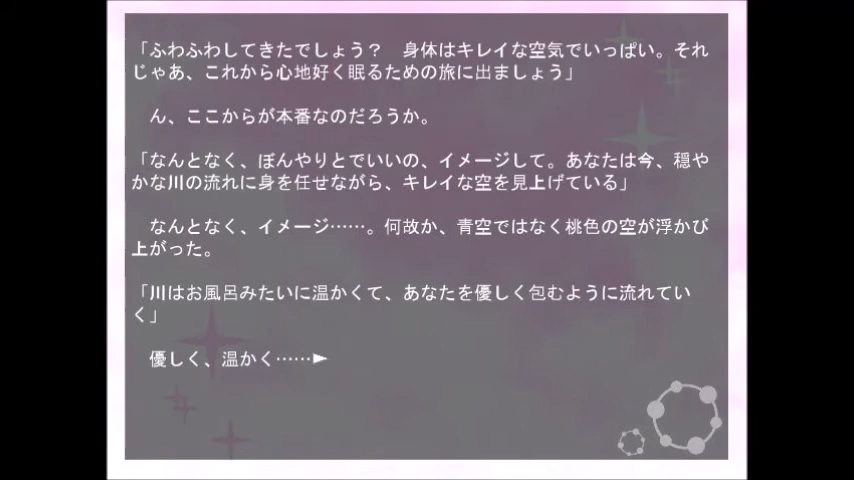 「ふわふわしてきたでしょう？　身体はキレイな空気でいっぱい。それ
じゃあ、これから心地好く眠るための旅に出ましょう」
ん、ここからが本番なのだろうか。
「なんとなく、ぼんやりとでいいの、イメージして。あなたは今、穏や
かな川の流れに身を任せながら、キレイな空を見上げている」
なんとなく、イメージ……。何故か、青空ではなく桃色の空が浮かび
上がった。
「川はお風呂みたいに温かくて、あなたを優しく包むように流れてい
く」
優しく、温かく……